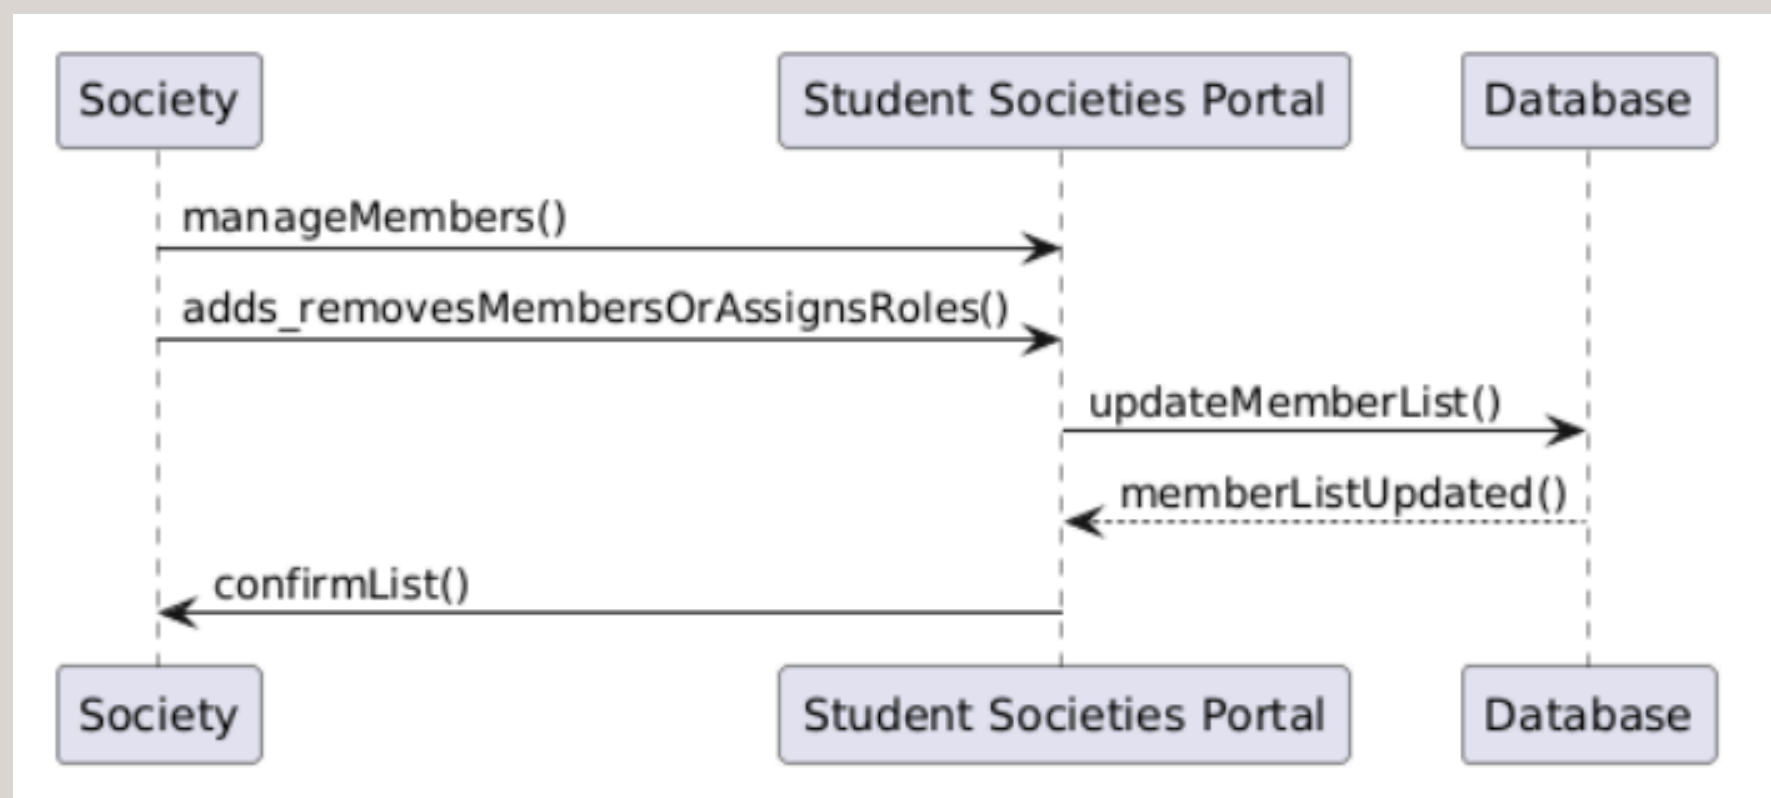 Society
Student Societies Portal
Database
manageMembers()
adds_removesMembersOrAssignsRoles()
updateMemberList()
memberListUpdated()
confirmList()
Society
Student Societies Portal
Database